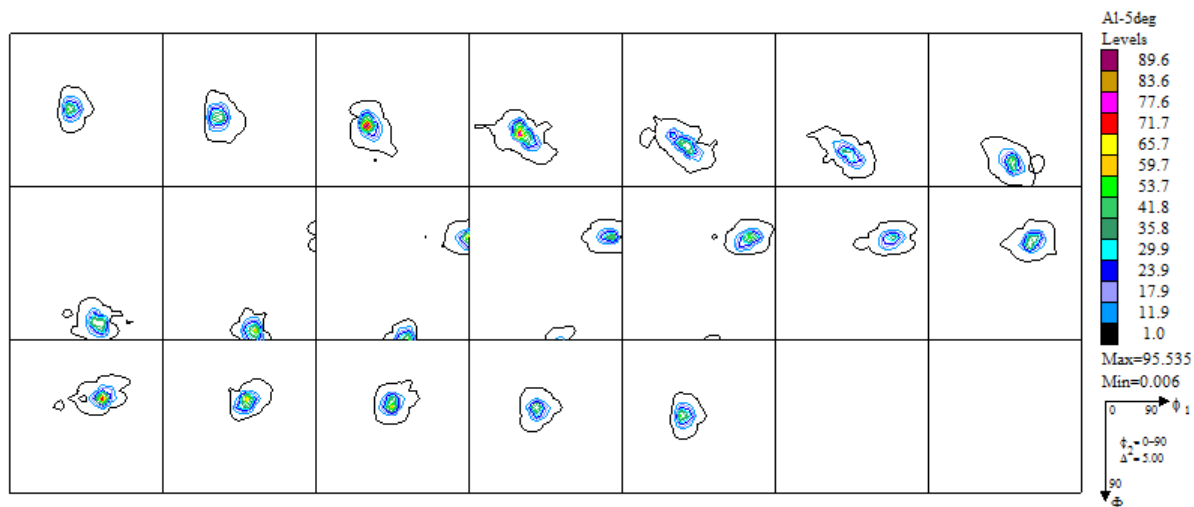 Al-5deg
Levels
89.6
83.6
77.6
71.7
65.7
59.7
53.7
41.8
35.8
29.9
23.9
17.9
11.9
1.0
Max=95.535
Min=0.006
0 90 ϕ 1
ϕ2= 0-90
Δ = 5.00
90
Φ